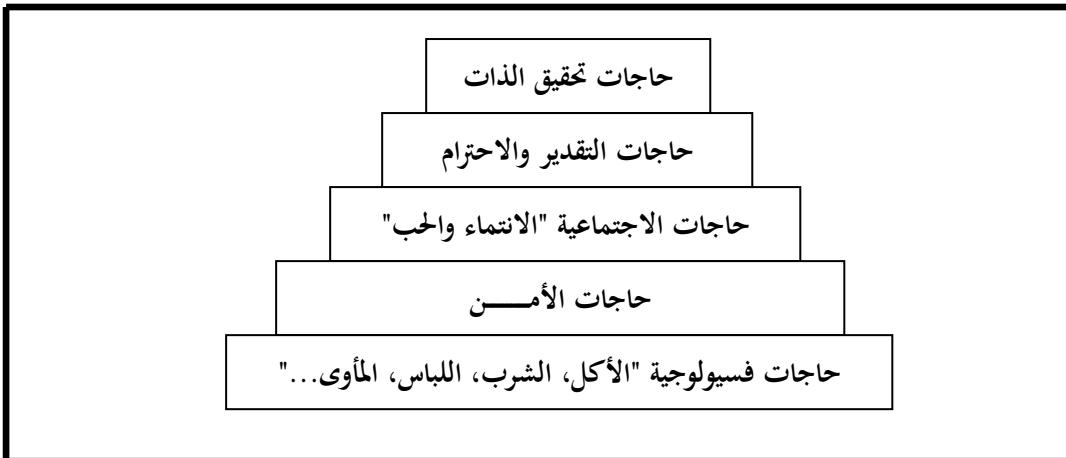 حاجات تحقيق الذات
حاجات التقدير والاحترام
حاجات الاجتماعية "الانتماء والحب"
حاجات الأمـــــن
حاجات فسيولوجية "الأكل، الشرب، اللباس، المأوى..."